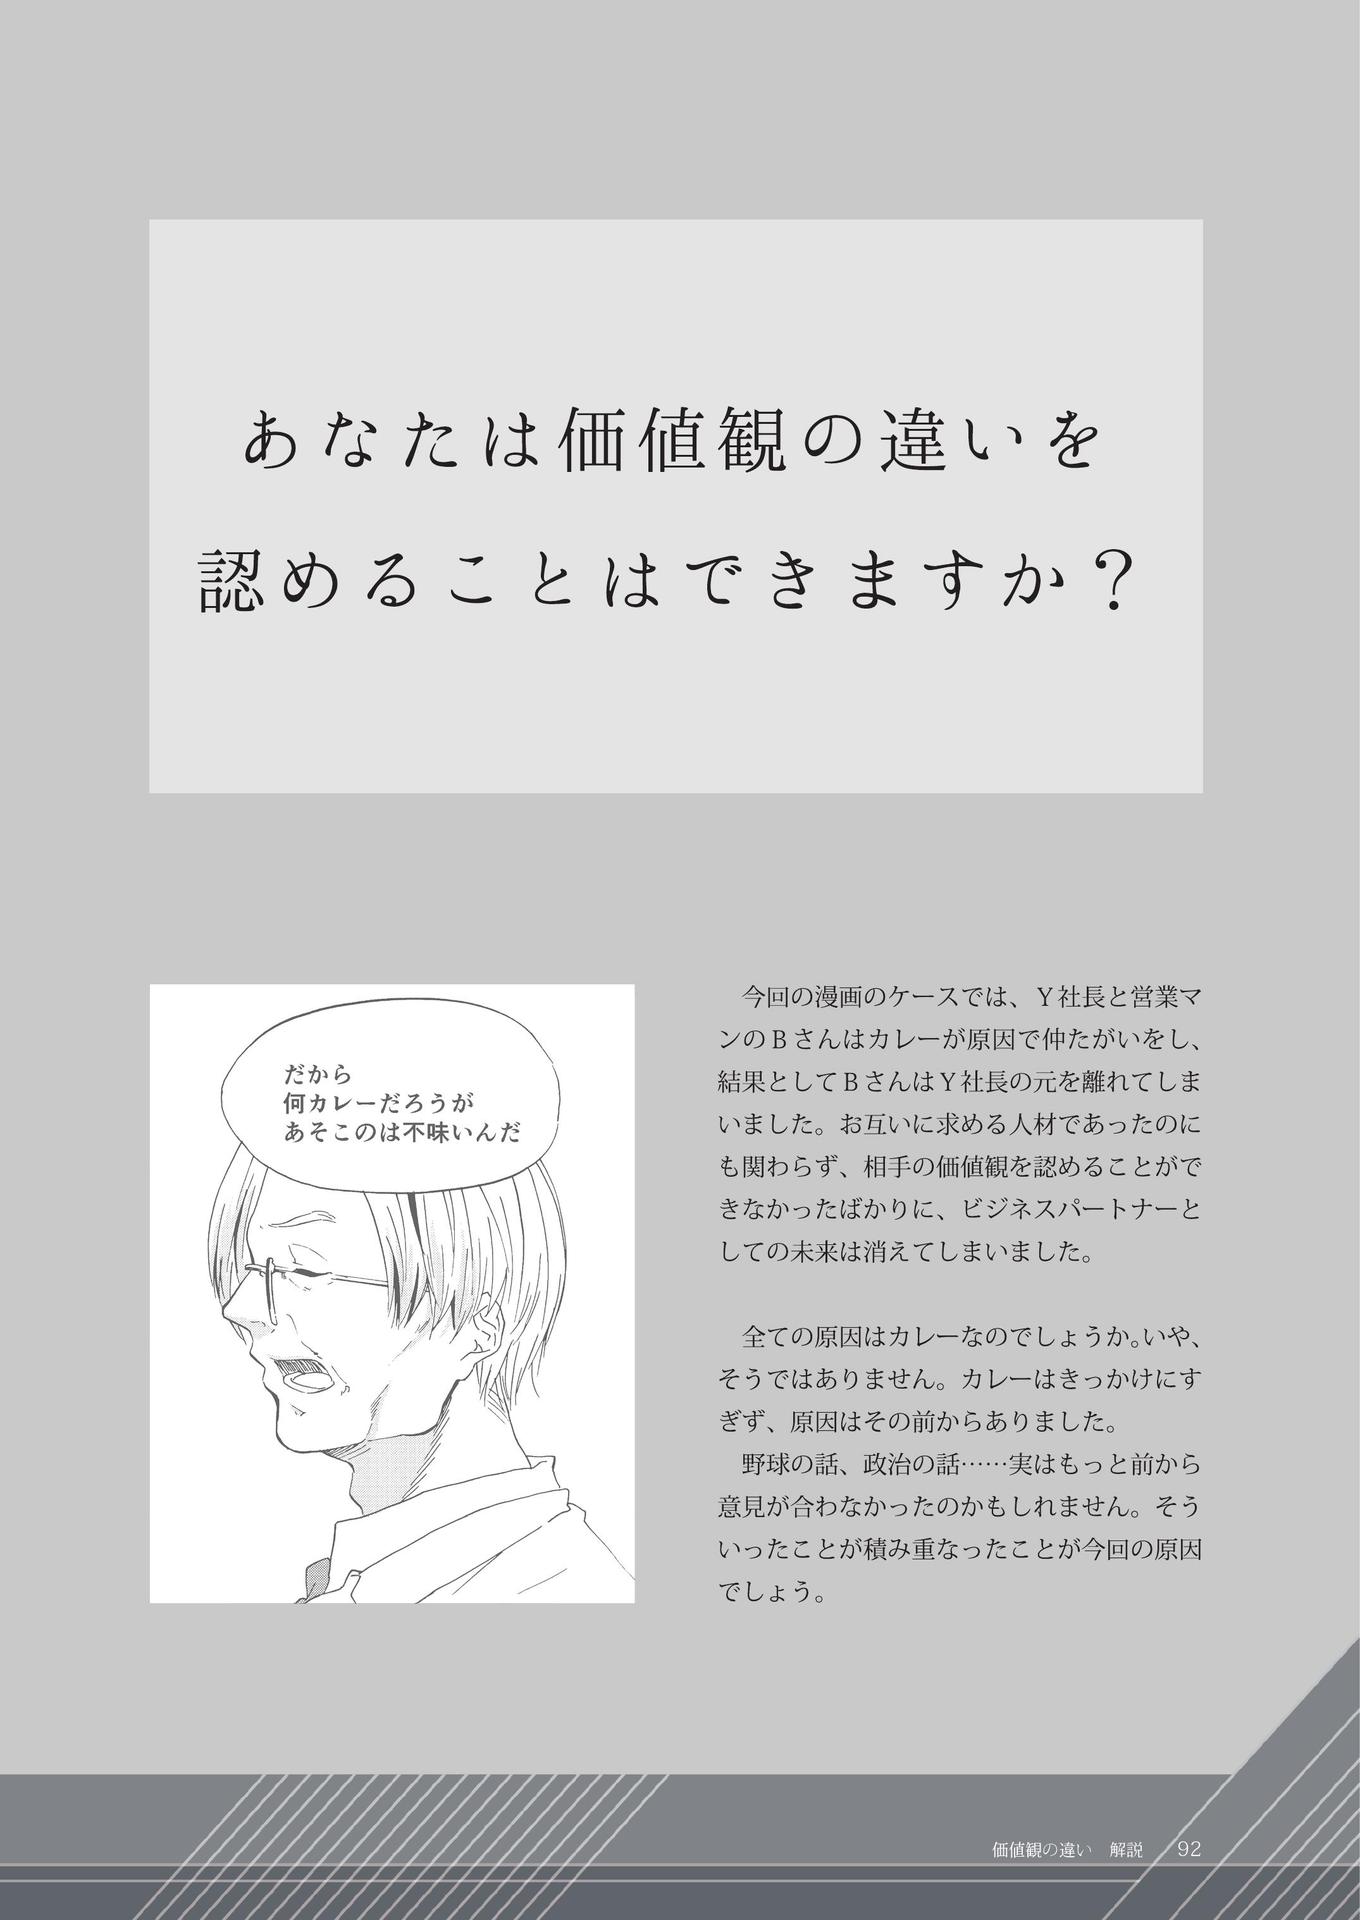 あなたは価値観の違いを
認めることはできますか？
だから
何カレーだろうが
あそこのは不味いんだ
　今回の漫画のケースでは、Ｙ社長と営業マ
ンのＢさんはカレーが原因で仲たがいをし、
結果としてＢさんはＹ社長の元を離れてしま
いました。お互いに求める人材であったのに
も関わらず、相手の価値観を認めることがで
きなかったばかりに、ビジネスパートナーと
しての未来は消えてしまいました。
　全ての原因はカレーなのでしょうか。いや、
そうではありません。カレーはきっかけにす
ぎず、原因はその前からありました。
　野球の話、政治の話……実はもっと前から
意見が合わなかったのかもしれません。そう
いったことが積み重なったことが今回の原因
でしょう。
価値観の違い　解説　92